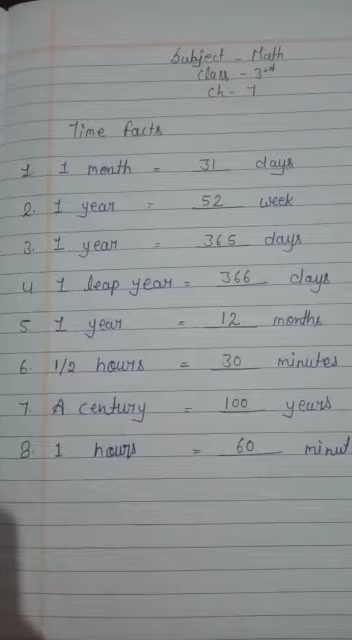 Subject - Math
Class - 3rd
Ch - 7
Time facts
1. 1 month = 31 days
2. 1 year = 52 week
3. 1 year = 365 days
4 1 leap year = 366 days
5 1 year = 12 months
6. 1/2 hours = 30 minutes
7. A century = 100 years
8. 1 hours = 60 minut